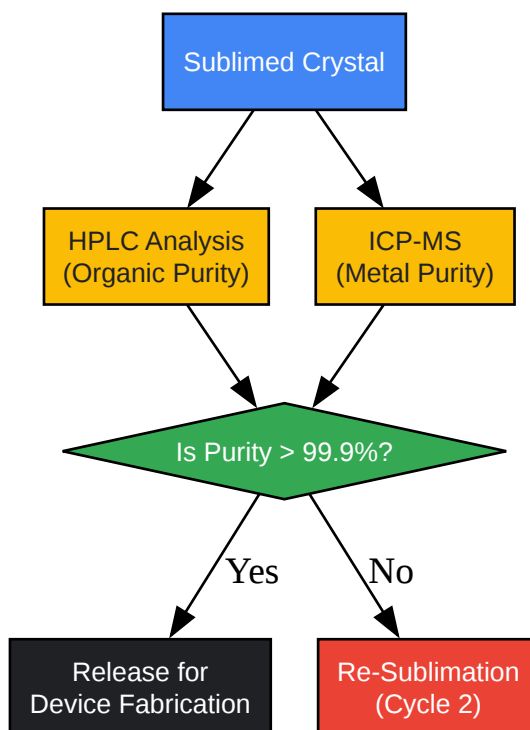 Sublimed Crystal
HPLC Analysis
(Organic Purity)
ICP-MS
(Metal Purity)
Is Purity > 99.9%?
Yes
No
Release for
Device Fabrication
Re-Sublimation
(Cycle 2)